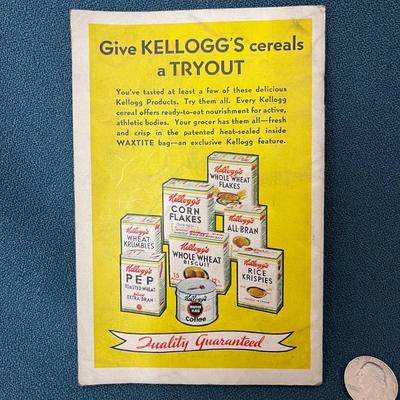 Give KELLOGG'S cereals
a TRYOUT
You've tasted at least a few of these delicious
Kellogg Products. Try them all. Every Kellogg
cereal offers ready-to-eat nourishment for active,
athletic bodies. Your grocer has them all—fresh
and crisp in the patented heat-sealed inside
WAXTITE bag—an exclusive Kellogg feature.
Kellogg's
WHOLE WHEAT
FLAKES
Kellogg's
CORN
FLAKES
Kellogg's
ALL-BRAN
Kellogg's
WHEAT
KRUMBLES
Kellogg's
WHOLE WHEAT
BISCUIT
15
Kellogg's
PEP
TOASTED WHEAT
EXTRA BRAN
Kellogg's
RICE
KRISPIES
Kellogg's
Coffee
Quality Guaranteed